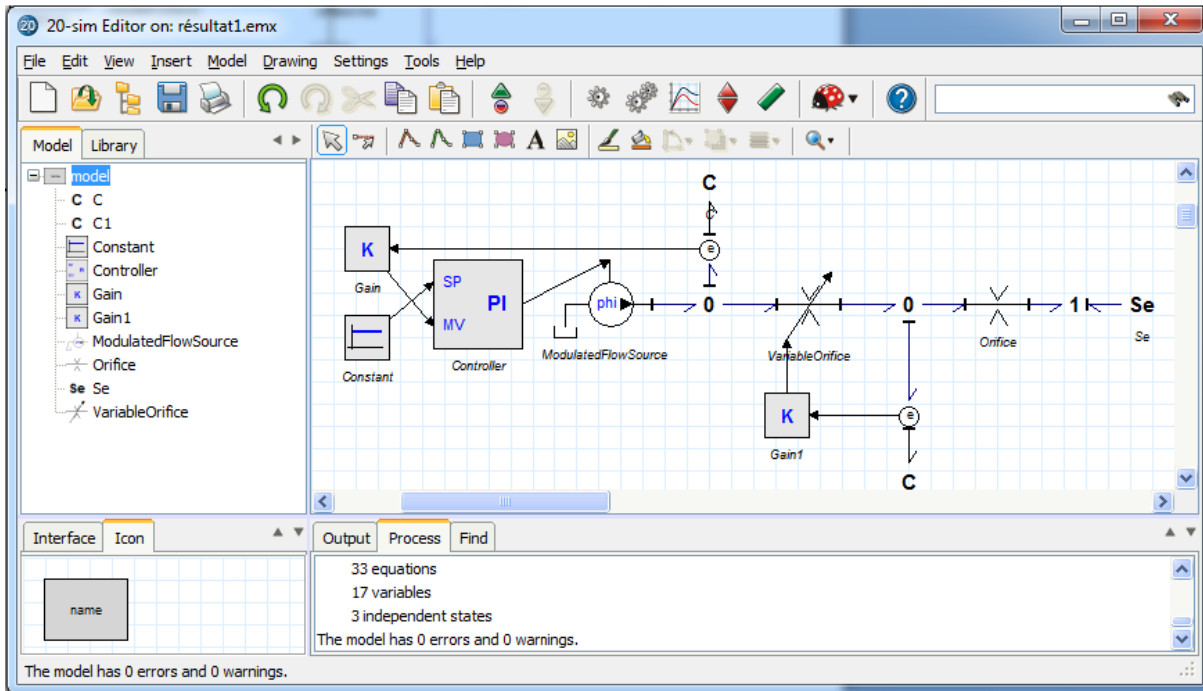 20 20-sim Editor on: résultat1.emx
File Edit View Insert Model Drawing Settings Tools Help
Model Library
model
C C
C C1
Constant
Controller
K Gain
K Gain1
ModulatedFlowSource
Orifice
Se Se
VariableOrifice
C
e
K
Gain
SP
PI
MV
Controller
Constant
phi
ModulatedFlowSource
0
VariableOrifice
0
Orifice
1
Se
Se
K
Gain1
e
C
Interface Icon
name
Output Process Find
33 equations
17 variables
3 independent states
The model has 0 errors and 0 warnings.
The model has 0 errors and 0 warnings.